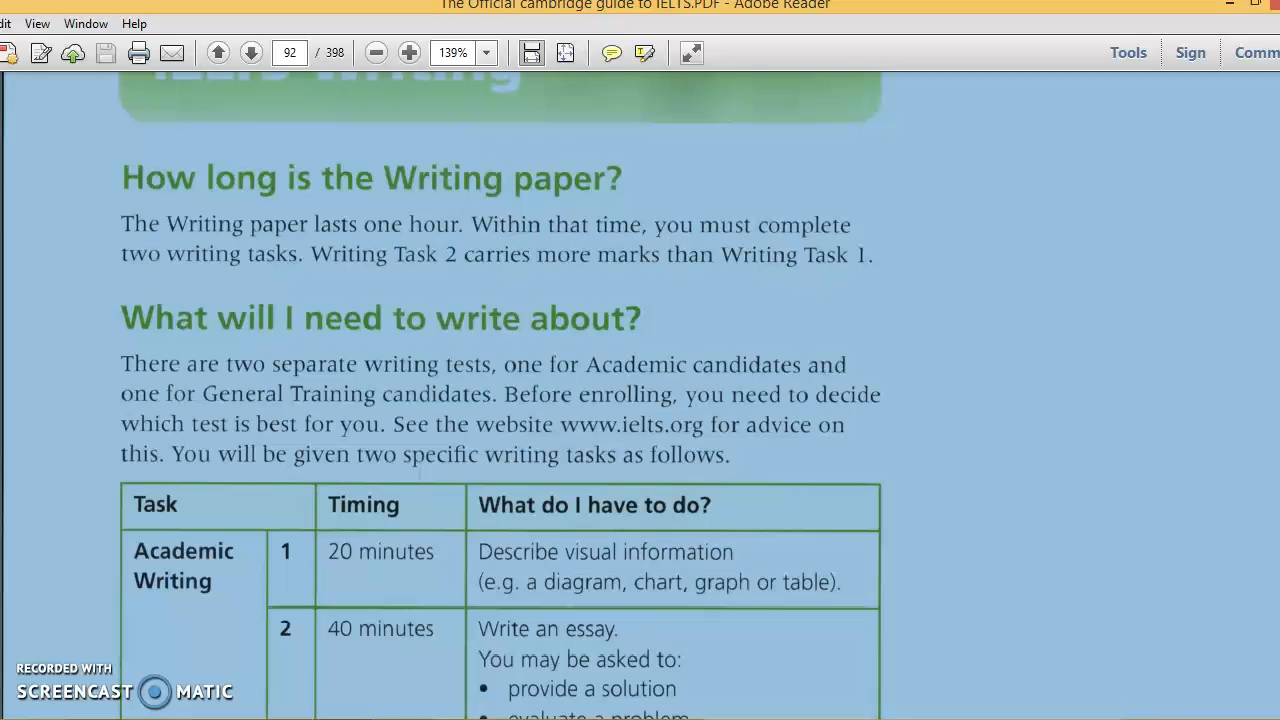 The Official cambridge guide to IELTS.PDF - Adobe Reader
dit View Window Help
92 / 398 139% Tools Sign Comm
IELTS Writing
How long is the Writing paper?
The Writing paper lasts one hour. Within that time, you must complete
two writing tasks. Writing Task 2 carries more marks than Writing Task 1.
What will I need to write about?
There are two separate writing tests, one for Academic candidates and
one for General Training candidates. Before enrolling, you need to decide
which test is best for you. See the website www.ielts.org for advice on
this. You will be given two specific writing tasks as follows.
Task Timing What do I have to do?
Academic Writing 1 20 minutes Describe visual information
(e.g. a diagram, chart, graph or table).
2 40 minutes Write an essay.
You may be asked to:
• provide a solution
• evaluate a problem
RECORDED WITH
SCREENCAST MATIC